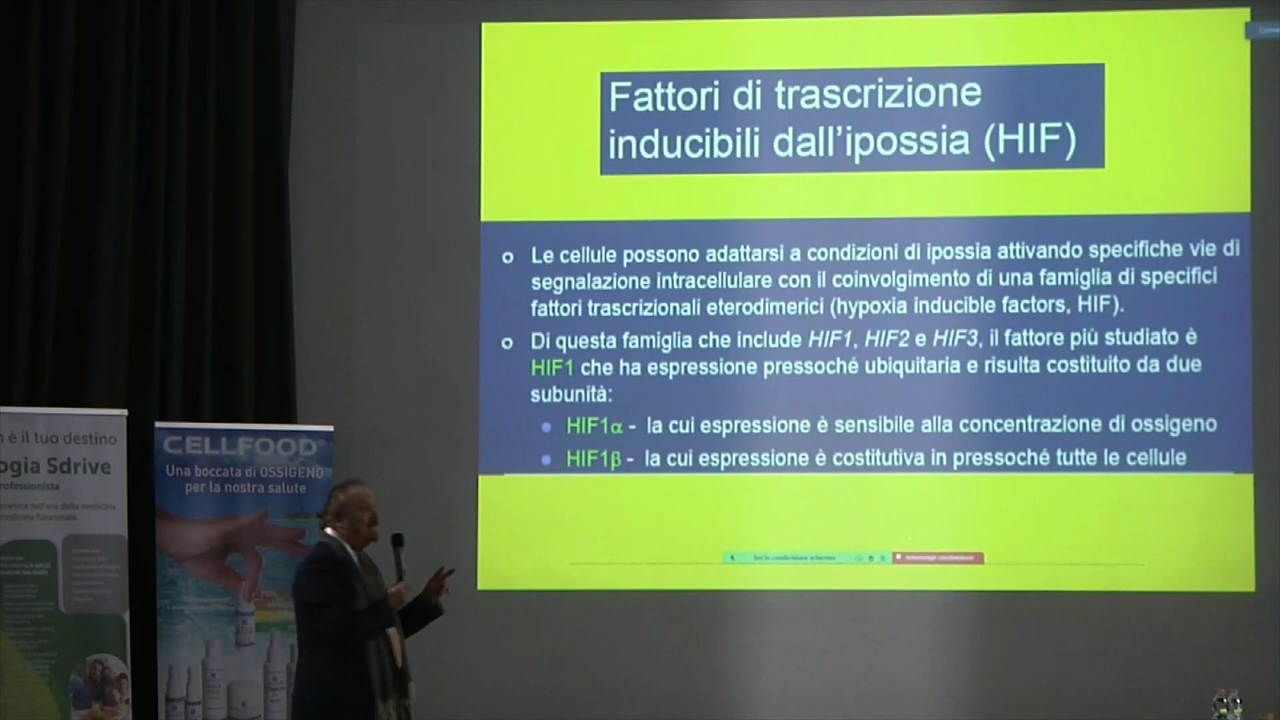 Fattori di trascrizione
inducibili dall'ipossia (HIF)
Le cellule possono adattarsi a condizioni di ipossia attivando specifiche vie di
segnalazione intracellulare con il coinvolgimento di una famiglia di specifici
fattori trascrizionali eterodimerici (hypoxia inducible factors, HIF).
Di questa famiglia che include HIF1, HIF2 e HIF3, il fattore più studiato è
HIF1 che ha espressione pressoché ubiquitaria e risulta costituito da due
subunità:
HIF1α - la cui espressione è sensibile alla concentrazione di ossigeno
HIF1β - la cui espressione è costitutiva in pressoché tutte le cellule
è il tuo destino
ogia Sdrive
rofessionista
CELLFOOD
Una boccata di OSSIGENO
per la nostra salute